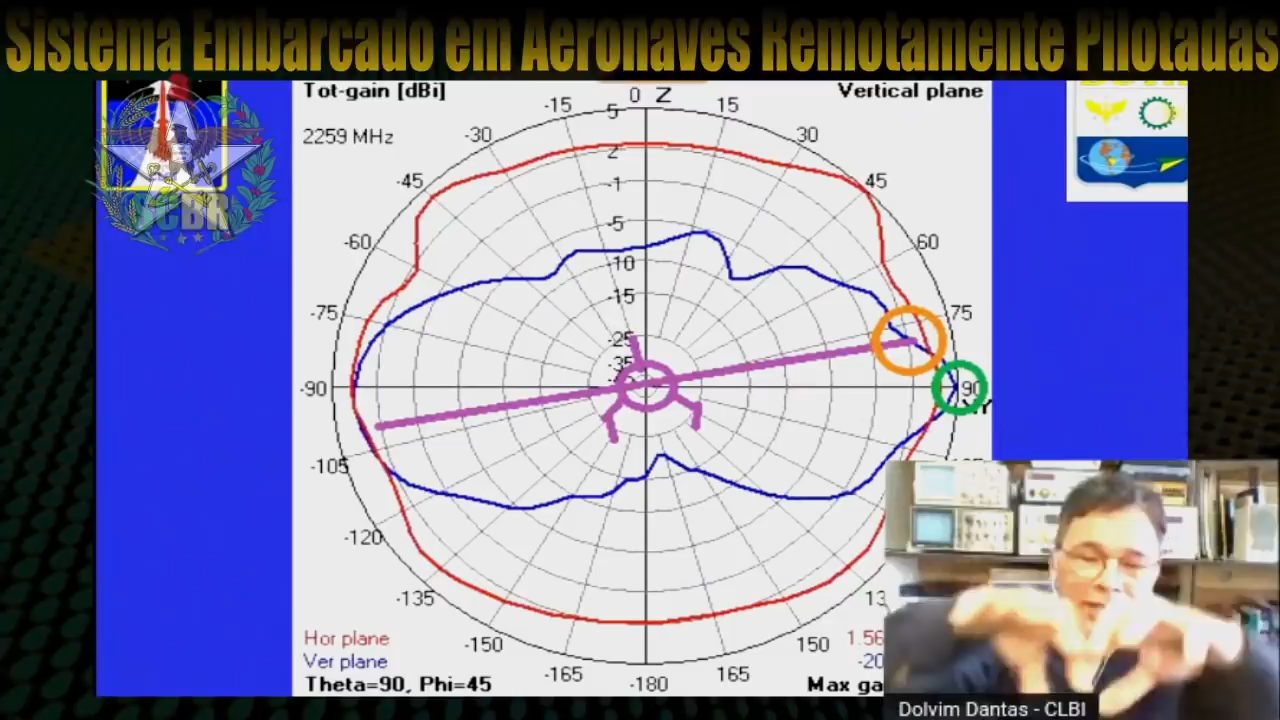 Sistema Embarcado em Aeronaves Remotamente Pilotadas
Tot-gain [dBi]
Vertical plane
2259 MHz
0 Z
-15
15
-30
30
-45
45
-60
60
-75
75
-90
90
-105
-120
-135
13
-150
150
-165
165
-180
5
2
-1
-5
-10
-15
-25
-35
Y
SCBR
Hor plane
1.56
Ver plane
-20
Theta=90, Phi=45
Max ga
Dolvim Dantas - CLBI